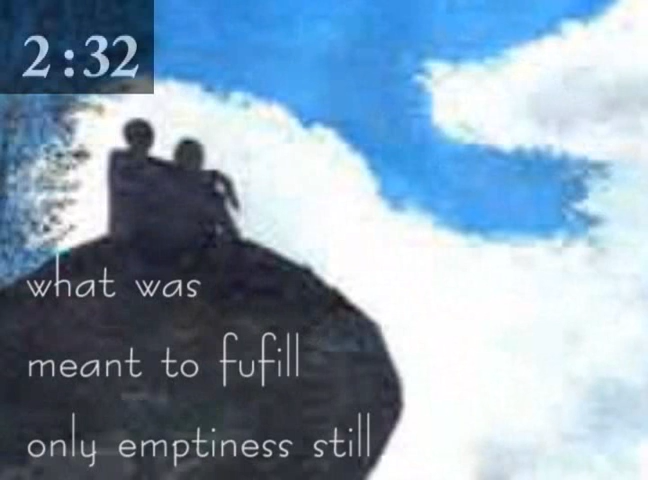 2:32
what was
meant to fufill
only emptiness still